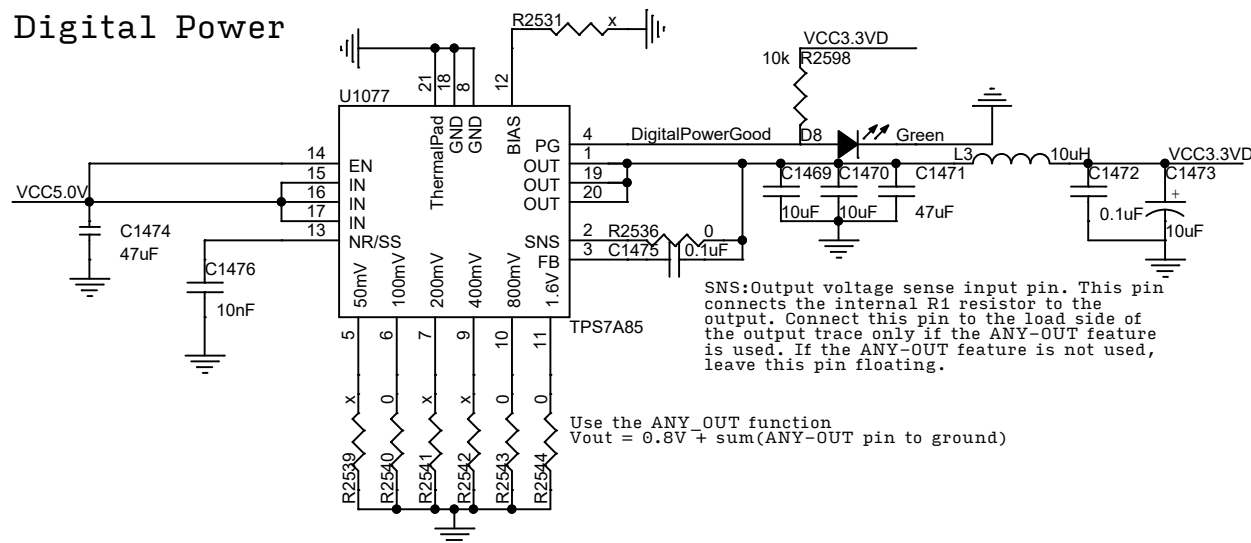 Digital Power
R2531
x
VCC3.3VD
10k
R2598
U1077
21
18
8
12
ThermalPad
GND
GND
BIAS
PG
4
DigitalPowerGood
D8
Green
14
EN
OUT
1
L3
10uH
VCC3.3VD
15
IN
OUT
19
VCC5.0V
16
IN
OUT
20
17
IN
C1469
C1470
C1471
C1472
C1473
+
10uF
10uF
47uF
0.1uF
10uF
C1474
47uF
13
NR/SS
SNS
2
R2536
0
FB
3
C1475
0.1uF
C1476
10nF
50mV
100mV
200mV
400mV
800mV
1.6V
TPS7A85
SNS:Output voltage sense input pin. This pin
connects the internal R1 resistor to the
output. Connect this pin to the load side of
the output trace only if the ANY-OUT feature
is used. If the ANY-OUT feature is not used,
leave this pin floating.
5
6
7
9
10
11
x
0
x
x
0
0
Use the ANY_OUT function
Vout = 0.8V + sum(ANY-OUT pin to ground)
R2539
R2540
R2541
R2542
R2543
R2544